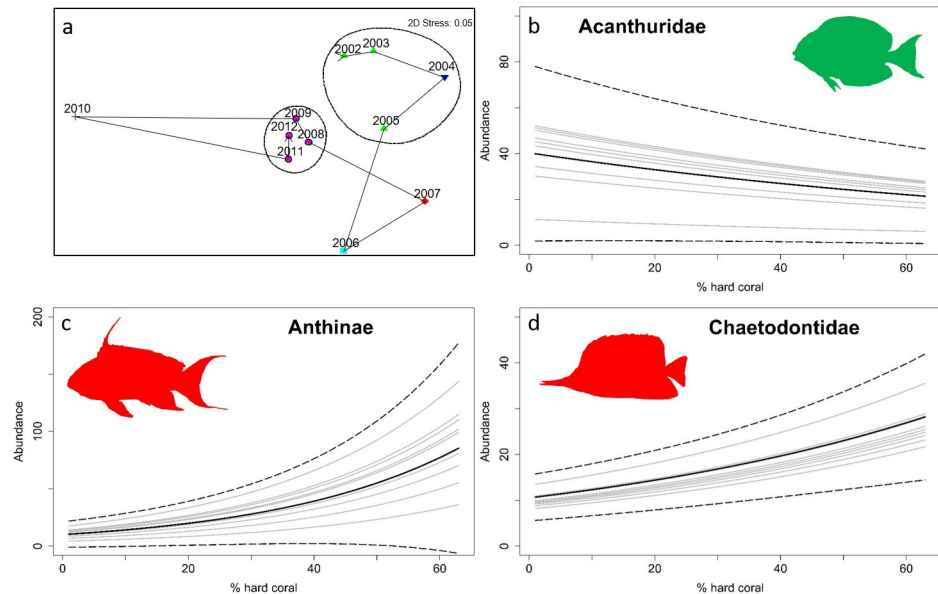 a
2D Stress: 0.05
2002
2003
2004
2005
2010
2009
2012
2008
2011
2007
2006
b
Acanthuridae
Abundance
80
40
0
0
20
40
60
% hard coral
c
Anthinae
Abundance
200
100
0
0
20
40
60
% hard coral
d
Chaetodontidae
Abundance
60
40
20
0
0
20
40
60
% hard coral